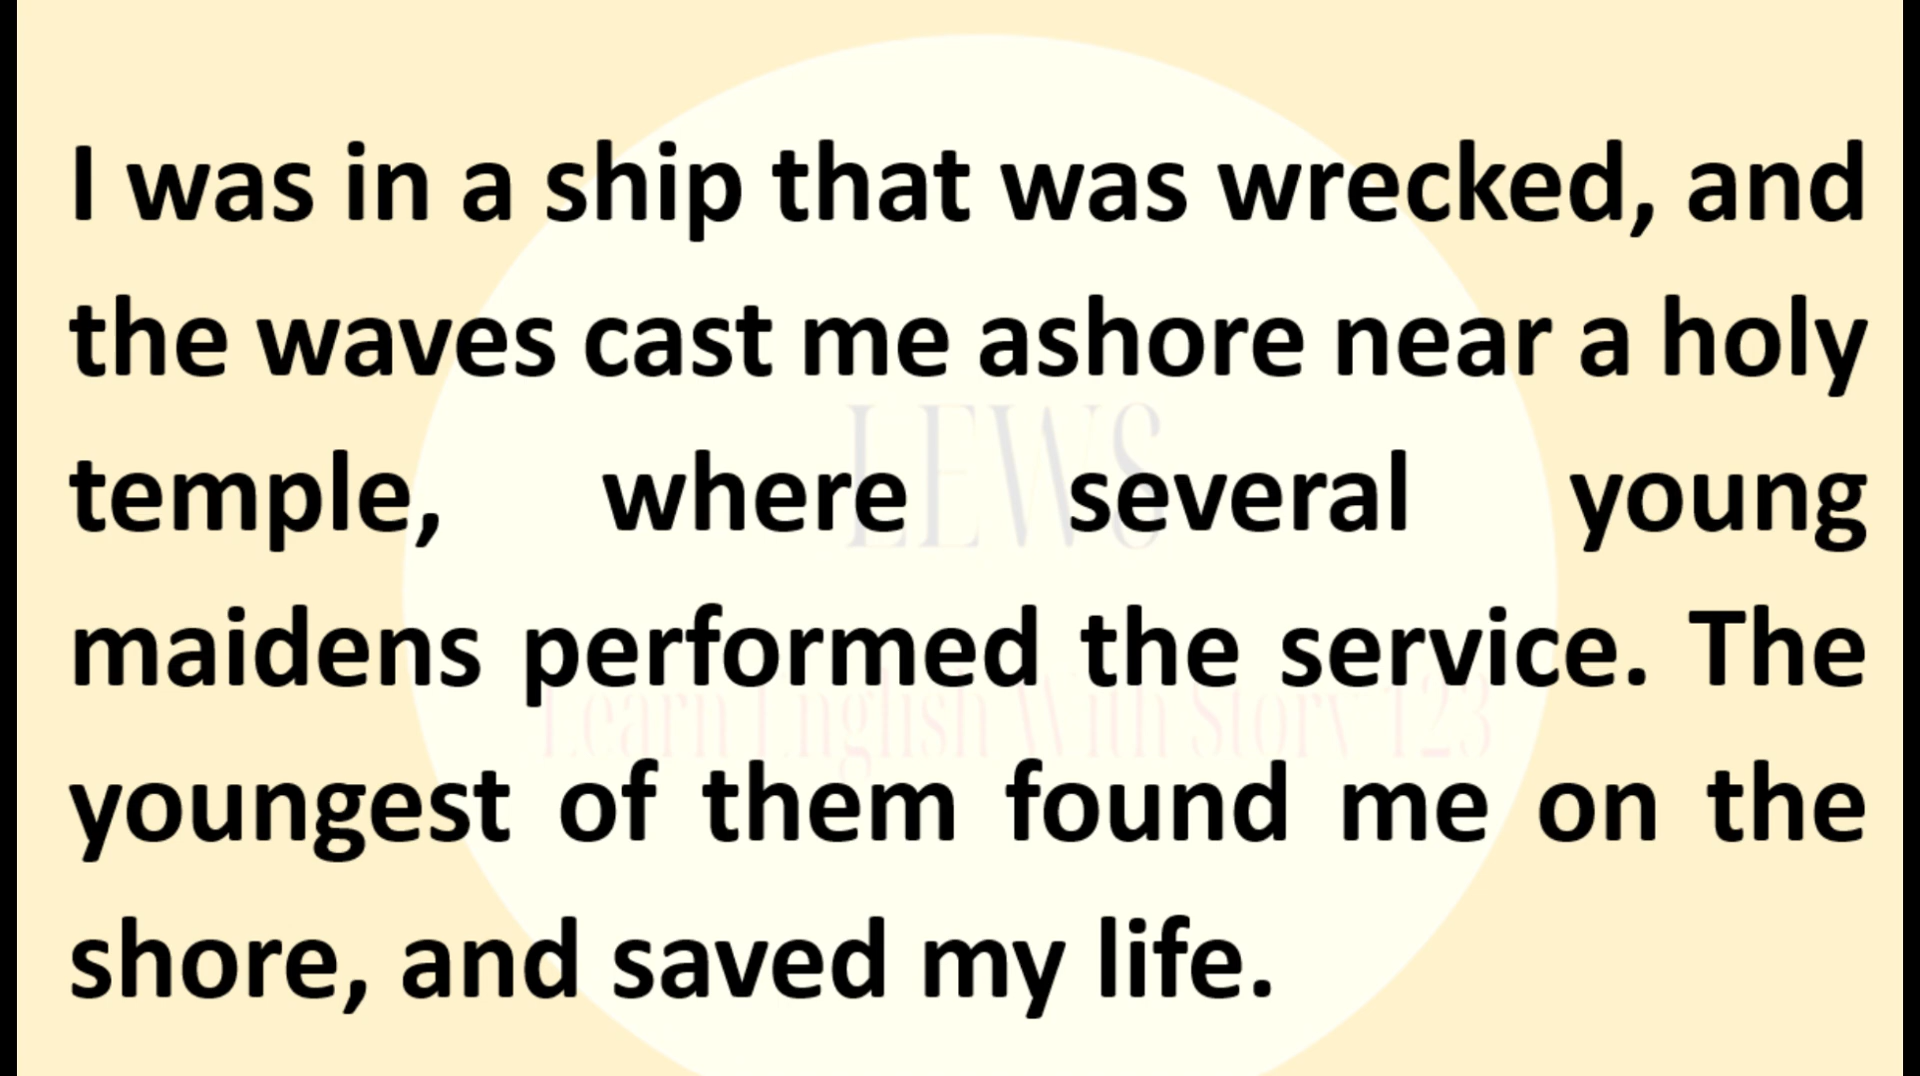 I was in a ship that was wrecked, and
the waves cast me ashore near a holy
temple, where several young
maidens performed the service. The
youngest of them found me on the
shore, and saved my life.
LEWS
Learn English With Story 123